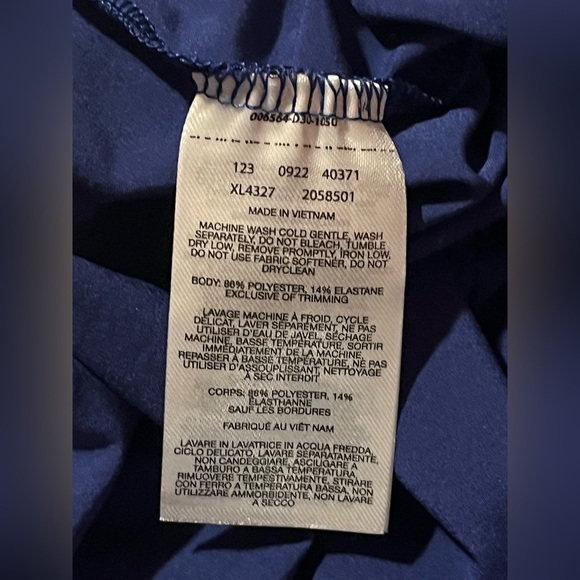 006564-D30-1050
123 0922 40371
XL4327 2058501
MADE IN VIETNAM
MACHINE WASH COLD GENTLE, WASH
SEPARATELY, DO NOT BLEACH, TUMBLE
DRY LOW, REMOVE PROMPTLY, IRON LOW,
DO NOT USE FABRIC SOFTENER, DO NOT
DRYCLEAN
BODY: 86% POLYESTER, 14% ELASTANE
EXCLUSIVE OF TRIMMING
LAVAGE MACHINE À FROID, CYCLE
DÉLICAT, LAVER SÉPARÉMENT, NE PAS
UTILISER D'EAU DE JAVEL, SÉCHAGE
MACHINE, BASSE TEMPÉRATURE, SORTIR
IMMÉDIATEMENT DE LA MACHINE,
REPASSER À BASSE TEMPÉRATURE, NE PAS
UTILISER D'ASSOUPLISSANT, NETTOYAGE
À SEC INTERDIT
CORPS: 86% POLYESTER, 14%
ÉLASTHANNE
SAUF LES BORDURES
FABRIQUÉ AU VIÊT NAM
LAVARE IN LAVATRICE IN ACQUA FREDDA,
CICLO DELICATO, LAVARE SEPARATAMENTE,
NON CANDEGGIARE, ASCIUGARE A
TAMBURO A BASSA TEMPERATURA,
RIMUOVERE TEMPESTIVAMENTE, STIRARE
CON FERRO A TEMPERATURA BASSA, NON
UTILIZZARE AMMORBIDENTE, NON LAVARE
A SECCO